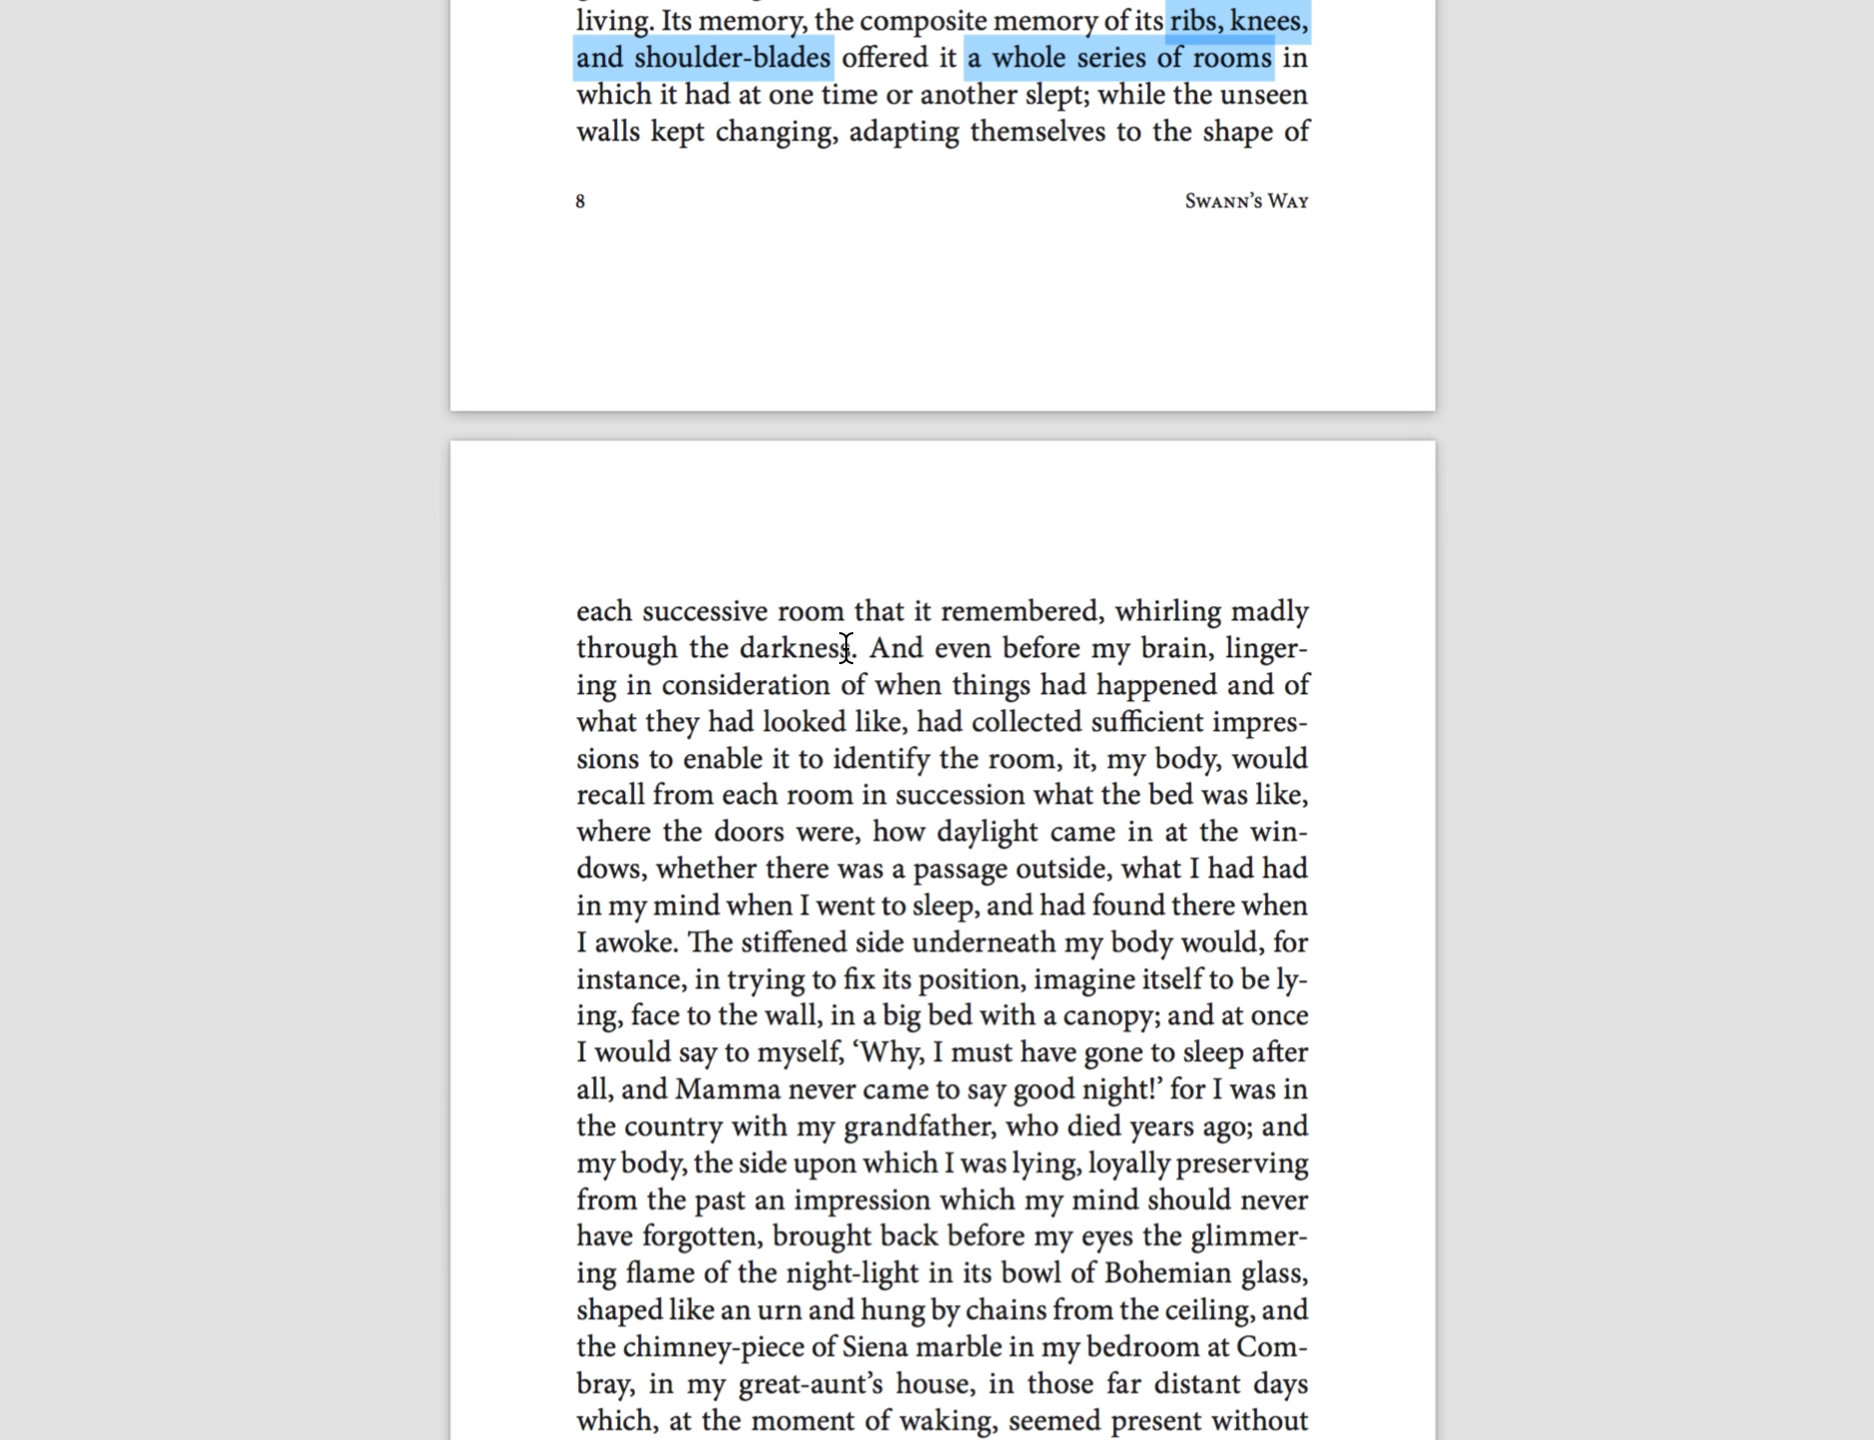 living. Its memory, the composite memory of its ribs, knees,
and shoulder-blades offered it a whole series of rooms in
which it had at one time or another slept; while the unseen
walls kept changing, adapting themselves to the shape of
8 Swann’s Way
each successive room that it remembered, whirling madly
through the darkness. And even before my brain, linger-
ing in consideration of when things had happened and of
what they had looked like, had collected sufficient impres-
sions to enable it to identify the room, it, my body, would
recall from each room in succession what the bed was like,
where the doors were, how daylight came in at the win-
dows, whether there was a passage outside, what I had had
in my mind when I went to sleep, and had found there when
I awoke. The stiffened side underneath my body would, for
instance, in trying to fix its position, imagine itself to be ly-
ing, face to the wall, in a big bed with a canopy; and at once
I would say to myself, ‘Why, I must have gone to sleep after
all, and Mamma never came to say good night!’ for I was in
the country with my grandfather, who died years ago; and
my body, the side upon which I was lying, loyally preserving
from the past an impression which my mind should never
have forgotten, brought back before my eyes the glimmer-
ing flame of the night-light in its bowl of Bohemian glass,
shaped like an urn and hung by chains from the ceiling, and
the chimney-piece of Siena marble in my bedroom at Com-
bray, in my great-aunt’s house, in those far distant days
which, at the moment of waking, seemed present without